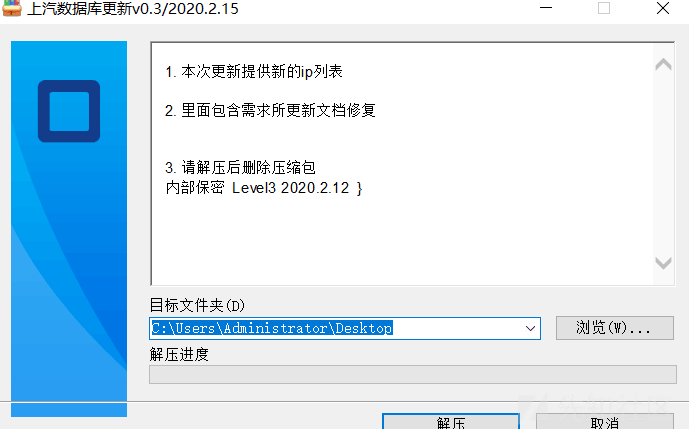 上汽数据库更新v0.3/2020.2.15
1. 本次更新提供新的ip列表
2. 里面包含需求所更新文档修复
3. 请解压后删除压缩包
内部保密 Level3 2020.2.12 }
目标文件夹(D)
C:\Users\Administrator\Desktop
浏览(W)...
解压进度
解压
取消